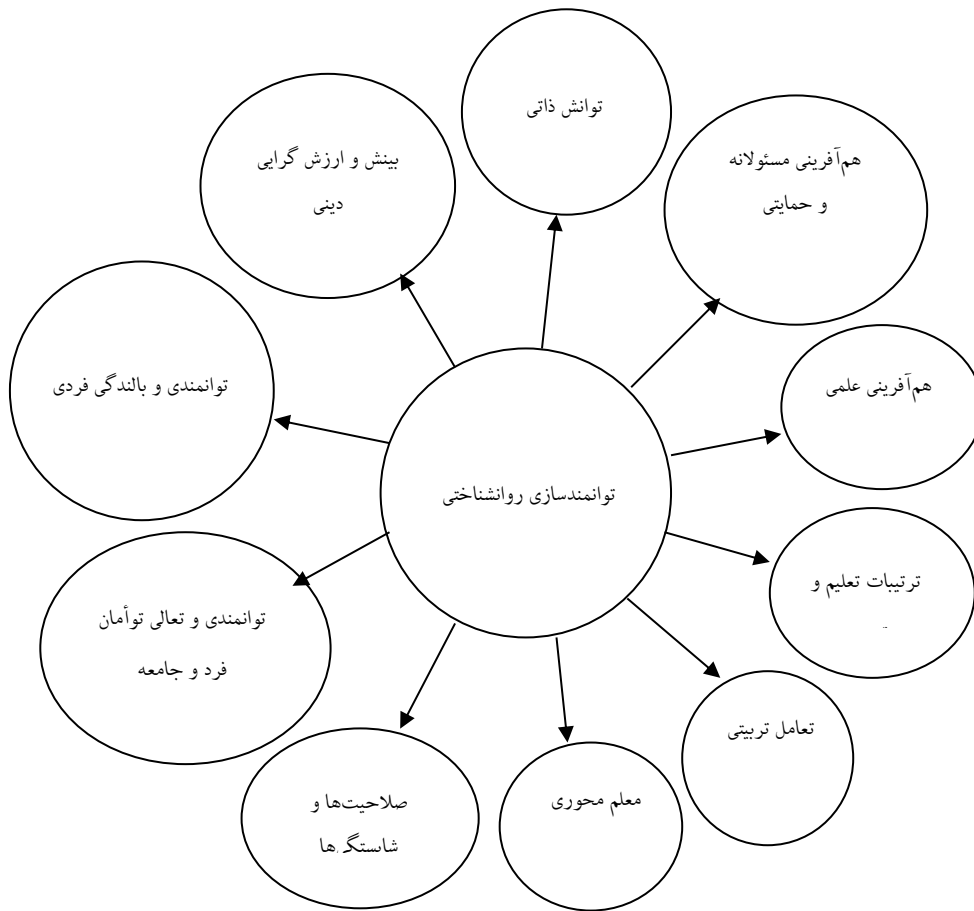 توانش ذاتی
هم‌آفرینی مسئولانه
و حمایتی
بینش و ارزش گرایی
دینی
هم‌آفرینی علمی
توانمندی و بالندگی فردی
توانمندسازی روانشناختی
ترتیبات تعلیم و
توانمندی و تعالی توأمان
فرد و جامعه
تعامل تربیتی
معلم محوری
صلاحیت‌ها و
شایستگی‌ها